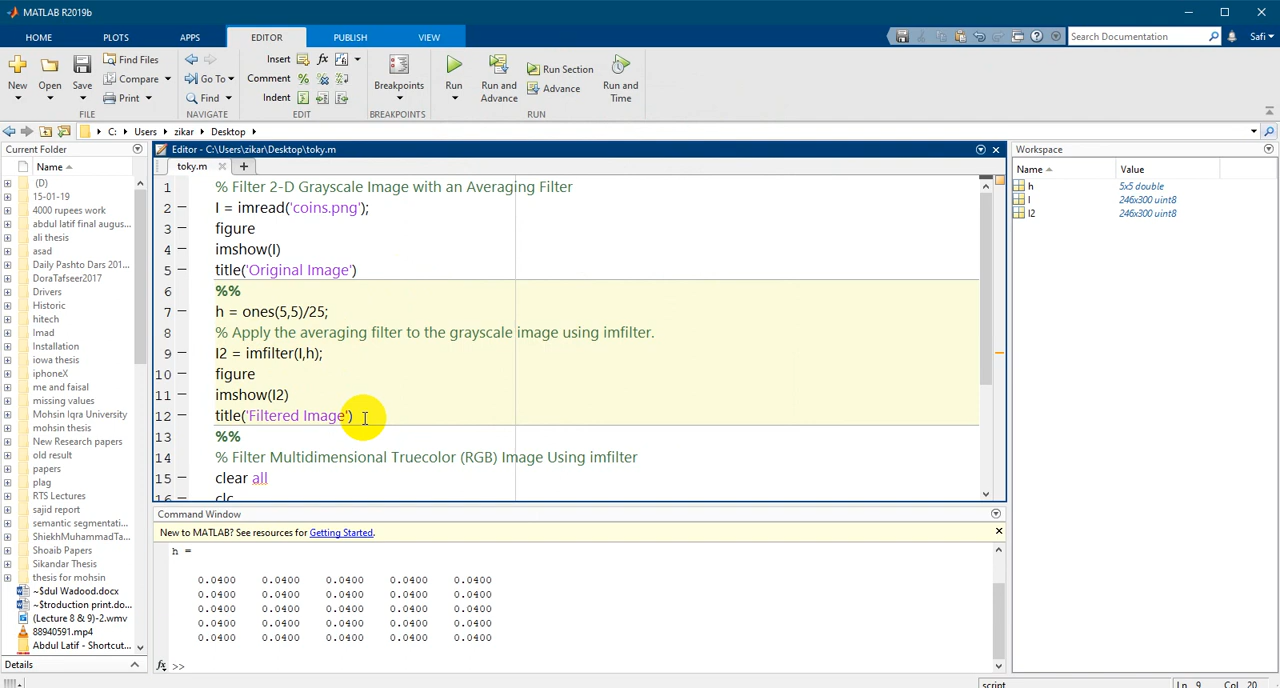 MATLAB R2019b
HOME PLOTS APPS EDITOR PUBLISH VIEW Search Documentation Safi
New Open Save Find Files Compare Print Go To Find Insert fx Comment Indent Breakpoints Run Run and Advance Run Section Advance Run and Time
FILE NAVIGATE EDIT BREAKPOINTS RUN
C: Users zikar Desktop
Current Folder
Name
(D)
15-01-19
4000 rupees work
abdul latif final augus...
ali thesis
asad
Daily Pashto Dars 201...
DoraTafseer2017
Drivers
Historic
hitech
Imad
Installation
iowa thesis
iphoneX
me and faisal
missing values
Mohsin Iqra University
mohsin thesis
New Research papers
old result
papers
plag
RTS Lectures
sajid report
semantic segmentati...
ShiekhMuhammadTa...
Shoaib Papers
Sikandar Thesis
thesis for mohsin
~$dul Wadood.docx
~$troduction print.do...
(Lecture 8 & 9)-2.wmv
88940591.mp4
Abdul Latif - Shortcut...
Details
Editor - C:\Users\zikar\Desktop\toky.m
toky.m
1 % Filter 2-D Grayscale Image with an Averaging Filter
2 I = imread('coins.png');
3 figure
4 imshow(I)
5 title('Original Image')
6 %%
7 h = ones(5,5)/25;
8 % Apply the averaging filter to the grayscale image using imfilter.
9 I2 = imfilter(I,h);
10 figure
11 imshow(I2)
12 title('Filtered Image')
13 %%
14 % Filter Multidimensional Truecolor (RGB) Image Using imfilter
15 clear all
16 clc
Command Window
New to MATLAB? See resources for Getting Started.
h =
0.0400 0.0400 0.0400 0.0400 0.0400
0.0400 0.0400 0.0400 0.0400 0.0400
0.0400 0.0400 0.0400 0.0400 0.0400
0.0400 0.0400 0.0400 0.0400 0.0400
0.0400 0.0400 0.0400 0.0400 0.0400
fx >>
Workspace
Name Value
h 5x5 double
I 246x300 uint8
I2 246x300 uint8
script Ln 9 Col 20